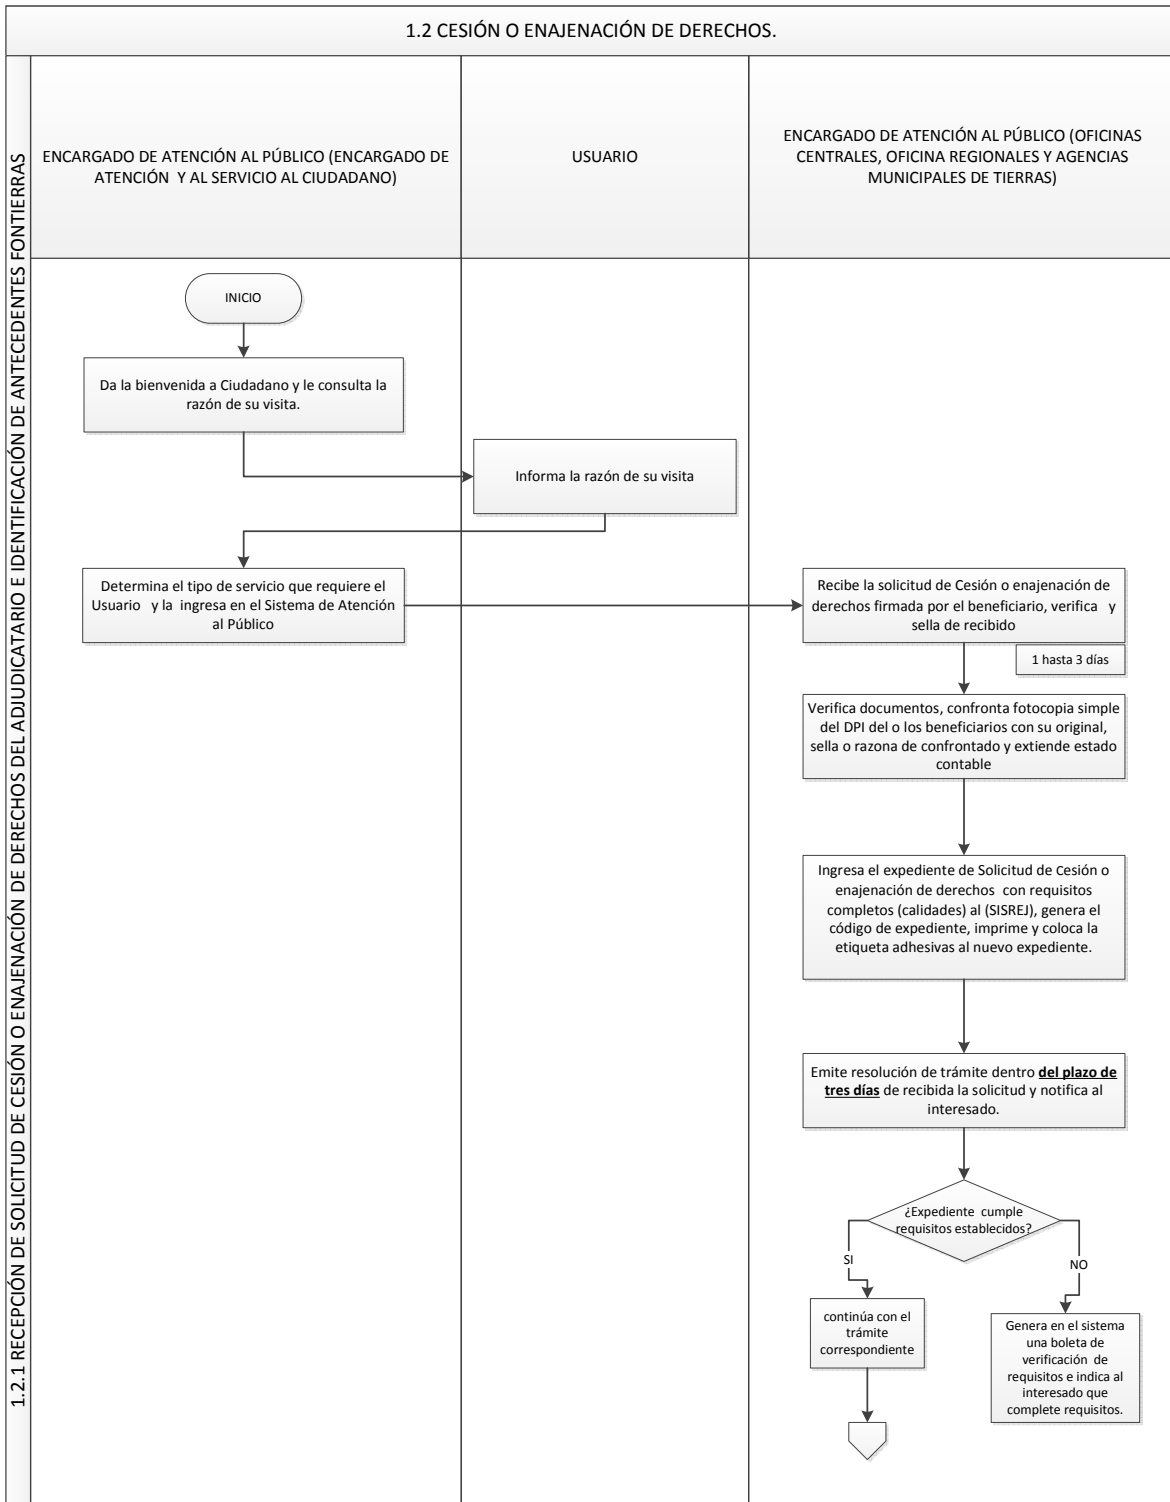 1.2 CESIÓN O ENAJENACIÓN DE DERECHOS.
1.2.1 RECEPCIÓN DE SOLICITUD DE CESIÓN O ENAJENACIÓN DE DERECHOS DEL ADJUDICATARIO E IDENTIFICACIÓN DE ANTECEDENTES FONTIERRAS
ENCARGADO DE ATENCIÓN AL PÚBLICO (ENCARGADO DE
ATENCIÓN Y AL SERVICIO AL CIUDADANO)
USUARIO
ENCARGADO DE ATENCIÓN AL PÚBLICO (OFICINAS
CENTRALES, OFICINA REGIONALES Y AGENCIAS
MUNICIPALES DE TIERRAS)
INICIO
Da la bienvenida a Ciudadano y le consulta la
razón de su visita.
Informa la razón de su visita
Determina el tipo de servicio que requiere el
Usuario y la ingresa en el Sistema de Atención
al Público
Recibe la solicitud de Cesión o enajenación de
derechos firmada por el beneficiario, verifica y
sella de recibido
1 hasta 3 días
Verifica documentos, confronta fotocopia simple
del DPI del o los beneficiarios con su original,
sella o razona de confrontado y extiende estado
contable
Ingresa el expediente de Solicitud de Cesión o
enajenación de derechos con requisitos
completos (calidades) al (SISREJ), genera el
código de expediente, imprime y coloca la
etiqueta adhesivas al nuevo expediente.
Emite resolución de trámite dentro del plazo de
tres días de recibida la solicitud y notifica al
interesado.
¿Expediente cumple
requisitos establecidos?
SI
NO
continúa con el
trámite
correspondiente
Genera en el sistema
una boleta de
verificación de
requisitos e indica al
interesado que
complete requisitos.